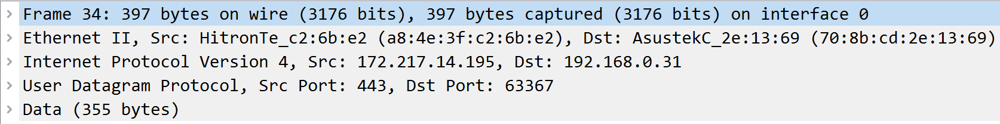 Frame 34: 397 bytes on wire (3176 bits), 397 bytes captured (3176 bits) on interface 0
Ethernet II, Src: HitronTe_c2:6b:e2 (a8:4e:3f:c2:6b:e2), Dst: AsustekC_2e:13:69 (70:8b:cd:2e:13:69)
Internet Protocol Version 4, Src: 172.217.14.195, Dst: 192.168.0.31
User Datagram Protocol, Src Port: 443, Dst Port: 63367
Data (355 bytes)